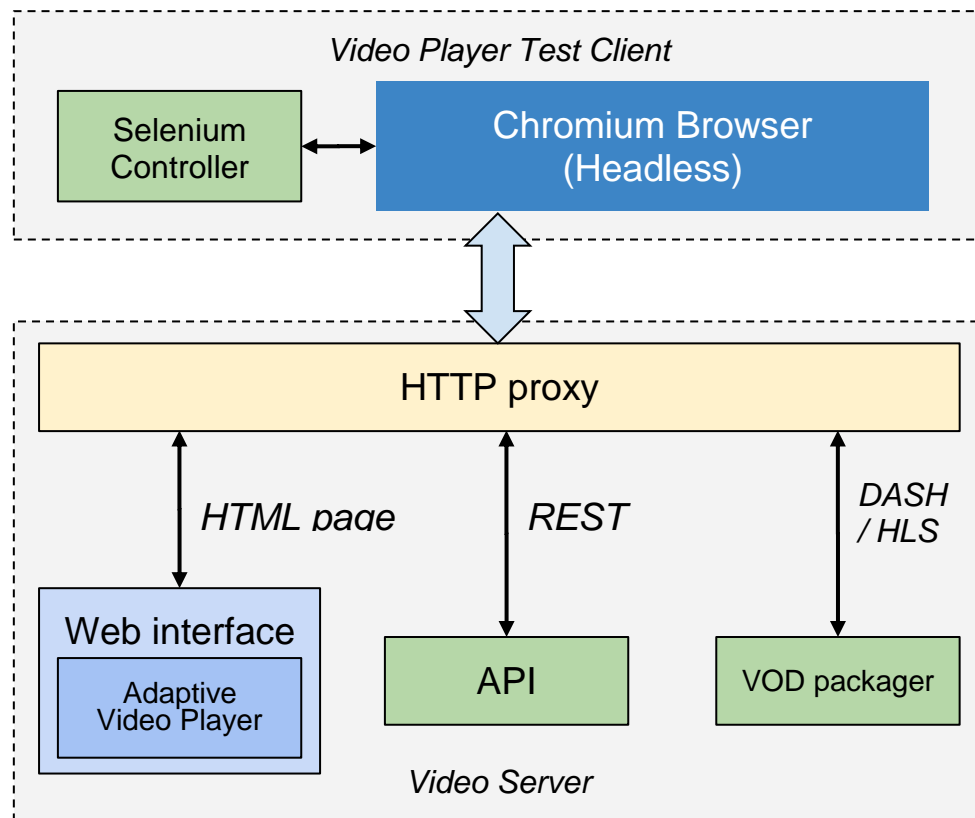 Video Player Test Client
Selenium
Controller
Chromium Browser
(Headless)
HTTP proxy
HTML page
REST
DASH
/ HLS
Web interface
Adaptive
Video Player
API
VOD packager
Video Server